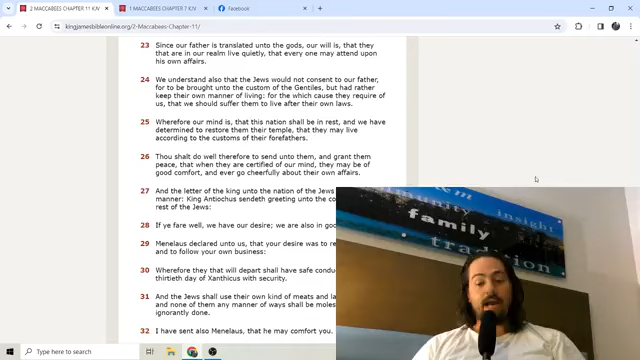 2 MACCABEES CHAPTER 11 KJV
1 MACCABEES CHAPTER 7 KJV
Facebook
kingjamesbibleonline.org/2-Maccabees-Chapter-11/
23 Since our father is translated unto the gods, our will is, that they
that are in our realm live quietly, that every one may attend upon
his own affairs.
24 We understand also that the Jews would not consent to our father,
for to be brought unto the custom of the Gentiles, but had rather
keep their own manner of living: for the which cause they require of
us, that we should suffer them to live after their own laws.
25 Wherefore our mind is, that this nation shall be in rest, and we have
determined to restore them their temple, that they may live
according to the customs of their forefathers.
26 Thou shalt do well therefore to send unto them, and grant them
peace, that when they are certified of our mind, they may be of
good comfort, and ever go cheerfully about their own affairs.
27 And the letter of the king unto the nation of the Jews
manner: King Antiochus sendeth greeting unto the
rest of the Jews:
28 If ye fare well, we have our desire; we are also in
29 Menelaus declared unto us, that your desire was to
and to follow your own business:
30 Wherefore they that will depart shall have safe
thirtieth day of Xanthicus with security.
31 And the Jews shall use their own kind of meats and
and none of them any manner of ways shall be
ignorantly done.
32 I have sent also Menelaus, that he may comfort you.
community
insight
family
tradition
Type here to search